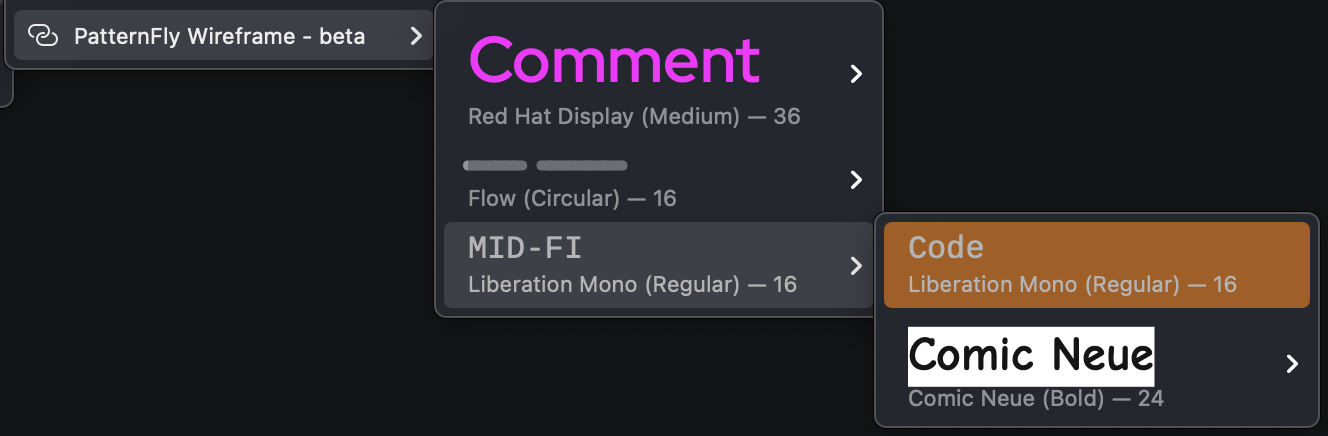 PatternFly Wireframe - beta
Comment
Red Hat Display (Medium) — 36
Flow (Circular) — 16
MID-FI
Liberation Mono (Regular) — 16
Code
Liberation Mono (Regular) — 16
Comic Neue
Comic Neue (Bold) — 24